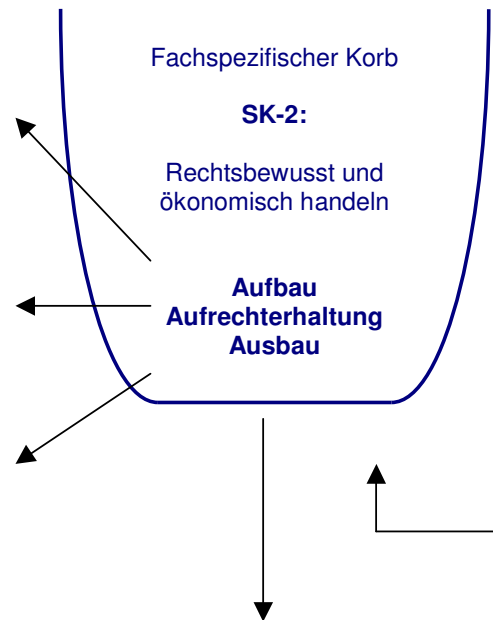 Fachspezifischer Korb
SK-2:
Rechtsbewusst und
ökonomisch handeln
Aufbau
Aufrechterhaltung
Ausbau